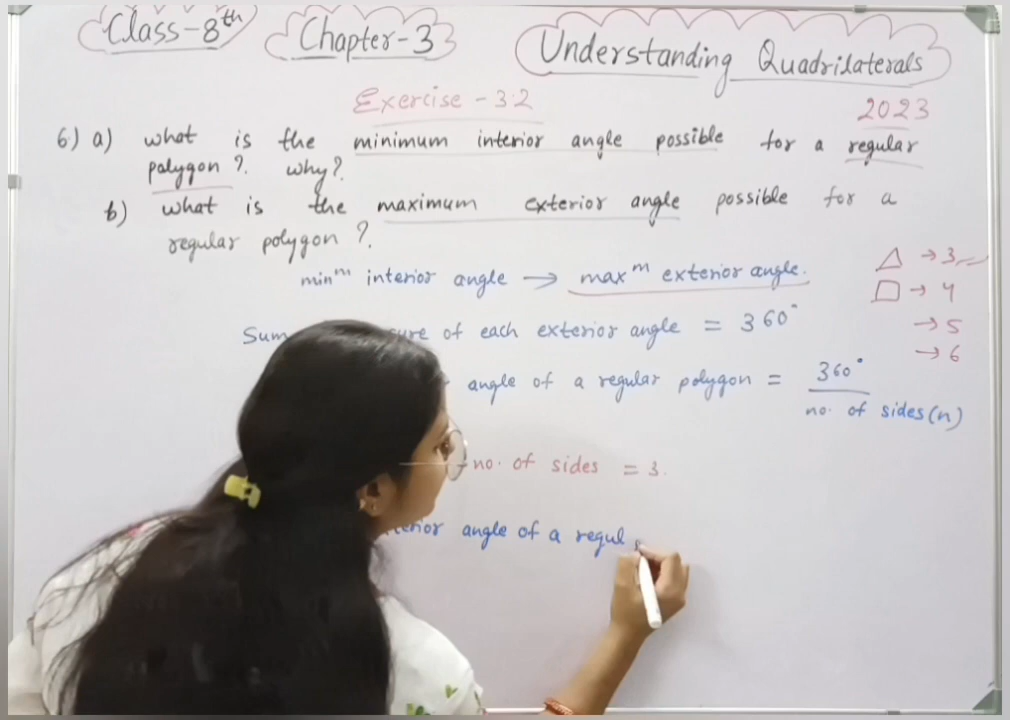 Class-8th Chapter-3 Understanding Quadrilaterals
Exercise-3.2 2023
6) a) what is the minimum interior angle possible for a regular
polygon?. why?.
b) what is the maximum exterior angle possible for a
regular polygon?.
minm interior angle → maxm exterior angle.
△ → 3
□ → 4
→ 5
→ 6
Sum of each exterior angle = 360°
angle of a regular polygon = 360° / no. of sides (n)
no. of sides = 3.
angle of a regul